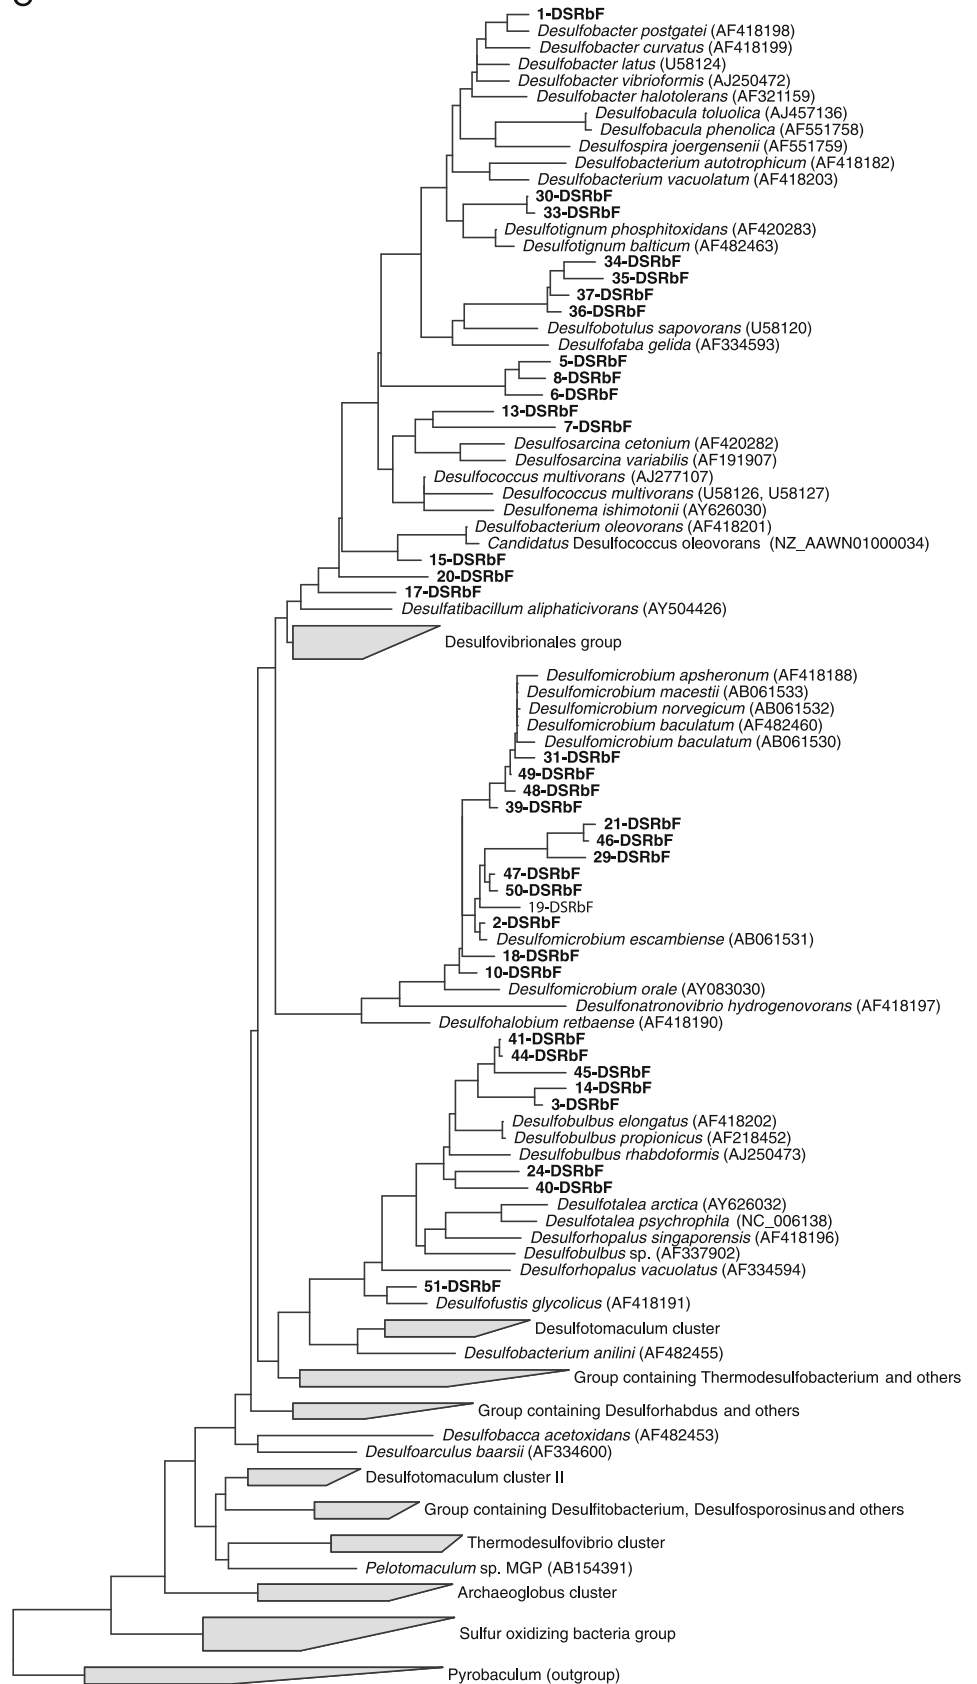 1-DSRbF
Desulfobacter postgatei (AF418198)
Desulfobacter curvatus (AF418199)
Desulfobacter latus (U58124)
Desulfobacter vibrioformis (AJ250472)
Desulfobacter halotolerans (AF321159)
Desulfobacula toluolica (AJ457136)
Desulfobacula phenolica (AF551758)
Desulfospira joergensenii (AF551759)
Desulfobacterium autotrophicum (AF418182)
Desulfobacterium vacuolatum (AF418203)
30-DSRbF
33-DSRbF
Desulfotignum phosphitoxidans (AF420283)
Desulfotignum balticum (AF482463)
34-DSRbF
35-DSRbF
37-DSRbF
36-DSRbF
Desulfobotulus sapovorans (U58120)
Desulfofaba gelida (AF334593)
5-DSRbF
8-DSRbF
6-DSRbF
13-DSRbF
7-DSRbF
Desulfosarcina cetonium (AF420282)
Desulfosarcina variabilis (AF191907)
Desulfococcus multivorans (AJ277107)
Desulfococcus multivorans (U58126, U58127)
Desulfonema ishimotonii (AY626030)
Desulfobacterium oleovorans (AF418201)
Candidatus Desulfococcus oleovorans (NZ_AAWN01000034)
15-DSRbF
20-DSRbF
17-DSRbF
Desulfatibacillum aliphaticivorans (AY504426)
Desulfovibrionales group
Desulfomicrobium apsheronum (AF418188)
Desulfomicrobium macestii (AB061533)
Desulfomicrobium norvegicum (AB061532)
Desulfomicrobium baculatum (AF482460)
Desulfomicrobium baculatum (AB061530)
31-DSRbF
49-DSRbF
48-DSRbF
39-DSRbF
21-DSRbF
46-DSRbF
29-DSRbF
47-DSRbF
50-DSRbF
19-DSRbF
2-DSRbF
Desulfomicrobium escambiense (AB061531)
18-DSRbF
10-DSRbF
Desulfomicrobium orale (AY083030)
Desulfonatronovibrio hydrogenovorans (AF418197)
Desulfohalobium retbaense (AF418190)
41-DSRbF
44-DSRbF
45-DSRbF
14-DSRbF
3-DSRbF
Desulfobulbus elongatus (AF418202)
Desulfobulbus propionicus (AF218452)
Desulfobulbus rhabdoformis (AJ250473)
24-DSRbF
40-DSRbF
Desulfotalea arctica (AY626032)
Desulfotalea psychrophila (NC_006138)
Desulforhopalus singaporensis (AF418196)
Desulfobulbus sp. (AF337902)
Desulforhopalus vacuolatus (AF334594)
51-DSRbF
Desulfofustis glycolicus (AF418191)
Desulfotomaculum cluster
Desulfobacterium anilini (AF482455)
Group containing Thermodesulfobacterium and others
Group containing Desulforhabdus and others
Desulfobacca acetoxidans (AF482453)
Desulfoarculus baarsii (AF334600)
Desulfotomaculum cluster II
Group containing Desulfitobacterium, Desulfosporosinusand others
Thermodesulfovibrio cluster
Pelotomaculum sp. MGP (AB154391)
Archaeoglobus cluster
Sulfur oxidizing bacteria group
Pyrobaculum (outgroup)